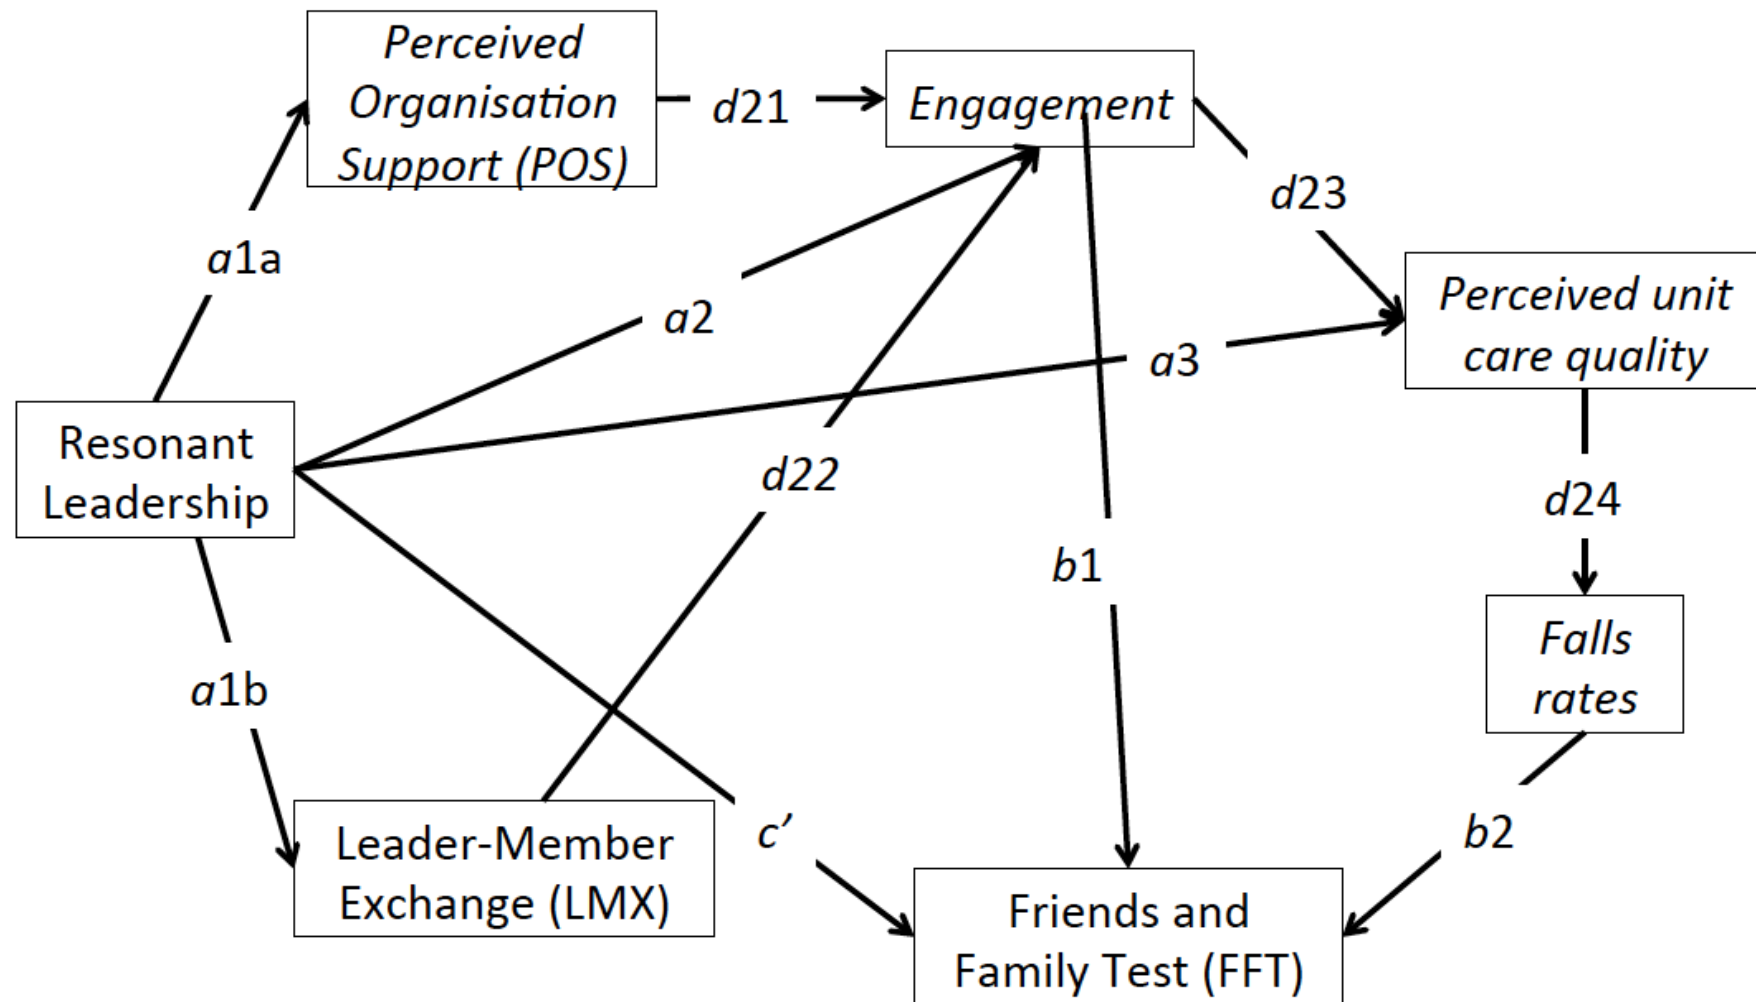 Perceived
Organisation
Support (POS)
d21
Engagement
d23
a1a
a2
Perceived unit
care quality
a3
Resonant
Leadership
d22
d24
b1
Falls
rates
a1b
Leader-Member
Exchange (LMX)
c’
b2
Friends and
Family Test (FFT)